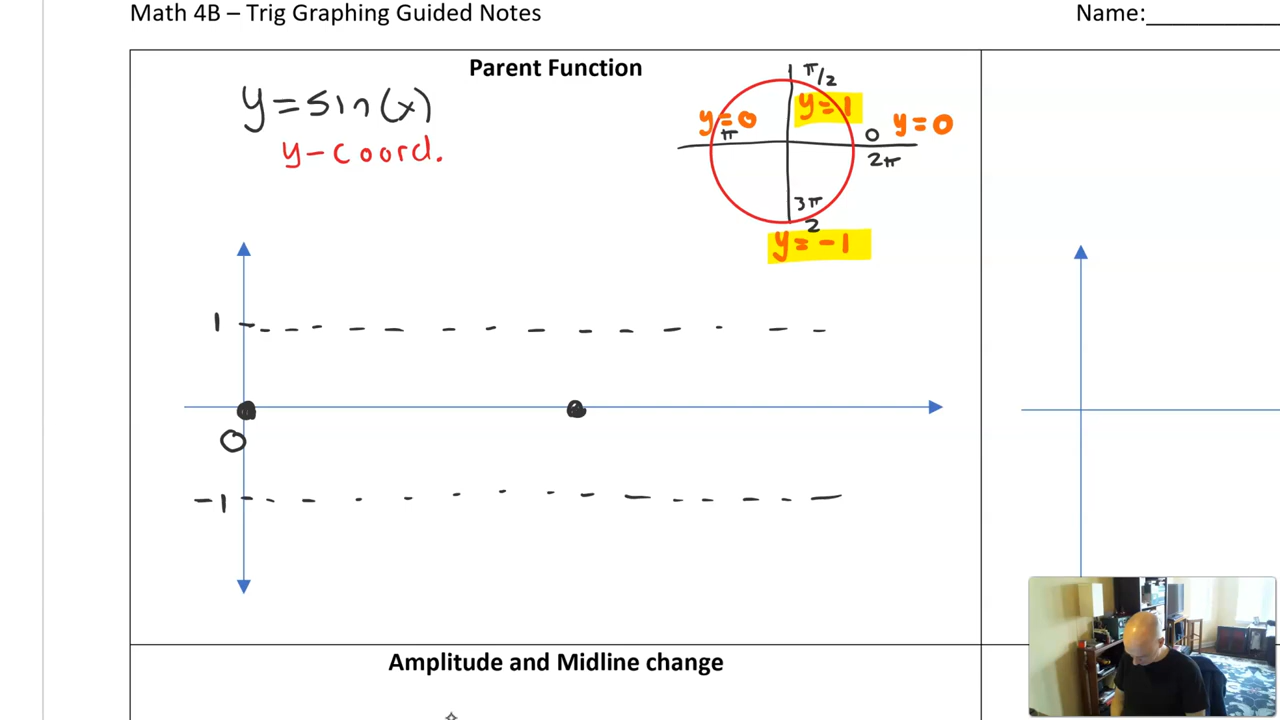 Math 4B – Trig Graphing Guided Notes
Name:____________
Parent Function
y=sin(x)
y-coord.
π/2
y=1
y=0
π
0
y=0
2π
3π
2
y=-1
1
0
-1
Amplitude and Midline change